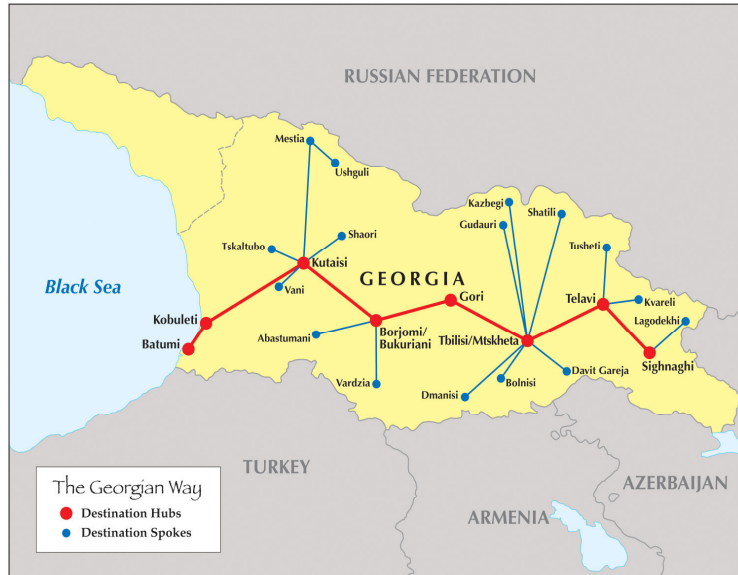 RUSSIAN FEDERATION
Mestia
Ushguli
Kazbegi
Shatili
Gudauri
Shaori
Tskaltubo
Tusheti
Kutaisi
GEORGIA
Black Sea
Vani
Gori
Telavi
Kvareli
Kobuleti
Lagodekhi
Borjomi/
Bukuriani
Abastumani
Tbilisi/Mtskheta
Batumi
Sighnaghi
Davit Gareja
Vardzia
Bolnisi
Dmanisi
TURKEY
AZERBAIJAN
ARMENIA
The Georgian Way
Destination Hubs
Destination Spokes